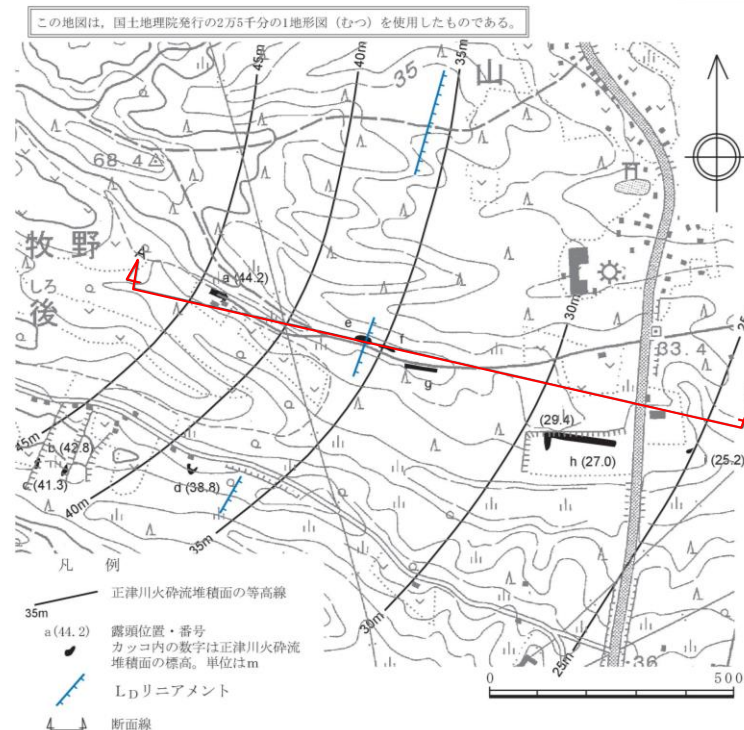 この地図は，国土地理院発行の2万5千分の1地形図（むつ）を使用したものである。
45m
40m
35m
35
山
68.4
牧野
しろ
後
A
a (44.2)
e
f
g
30m
33.4
25
(29.4)
h (27.0)
i (25.2)
45m
b (42.8)
c (41.3)
40m
d (38.8)
35m
30m
25m
36
凡 例
35m
正津川火砕流堆積面の等高線
a(44.2) 露頭位置・番号
カッコ内の数字は正津川火砕流
堆積面の標高。単位はm
LDリニアメント
断面線
0 500